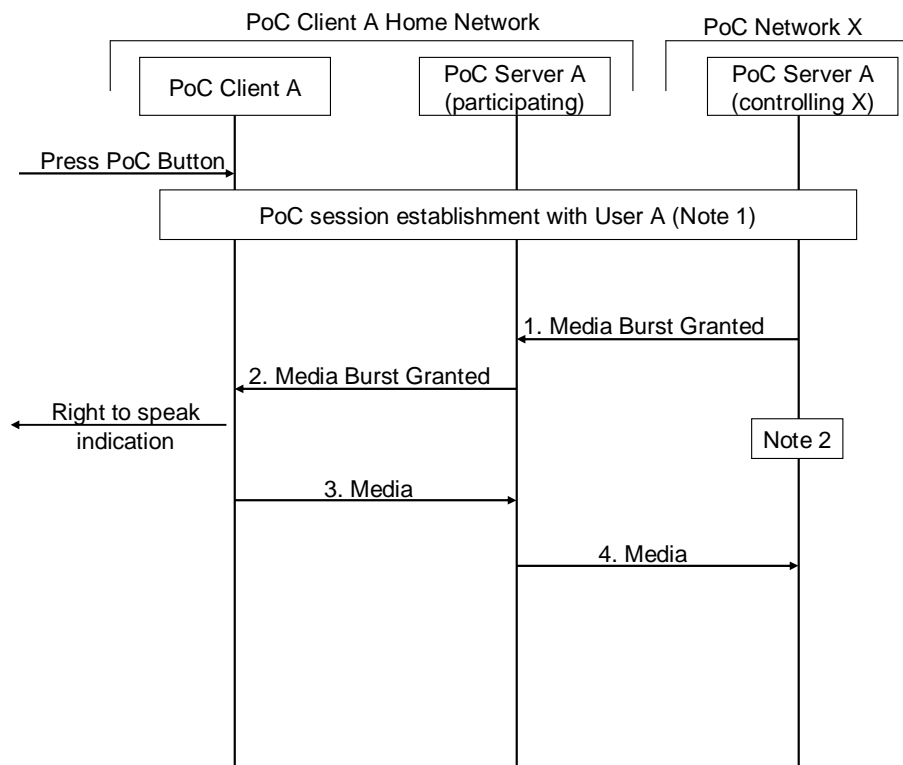 PoC Client A Home Network
PoC Network X
PoC Client A
PoC Server A
(participating)
PoC Server A
(controlling X)
Press PoC Button
PoC session establishment with User A (Note 1)
1. Media Burst Granted
2. Media Burst Granted
Right to speak
indication
Note 2
3. Media
4. Media